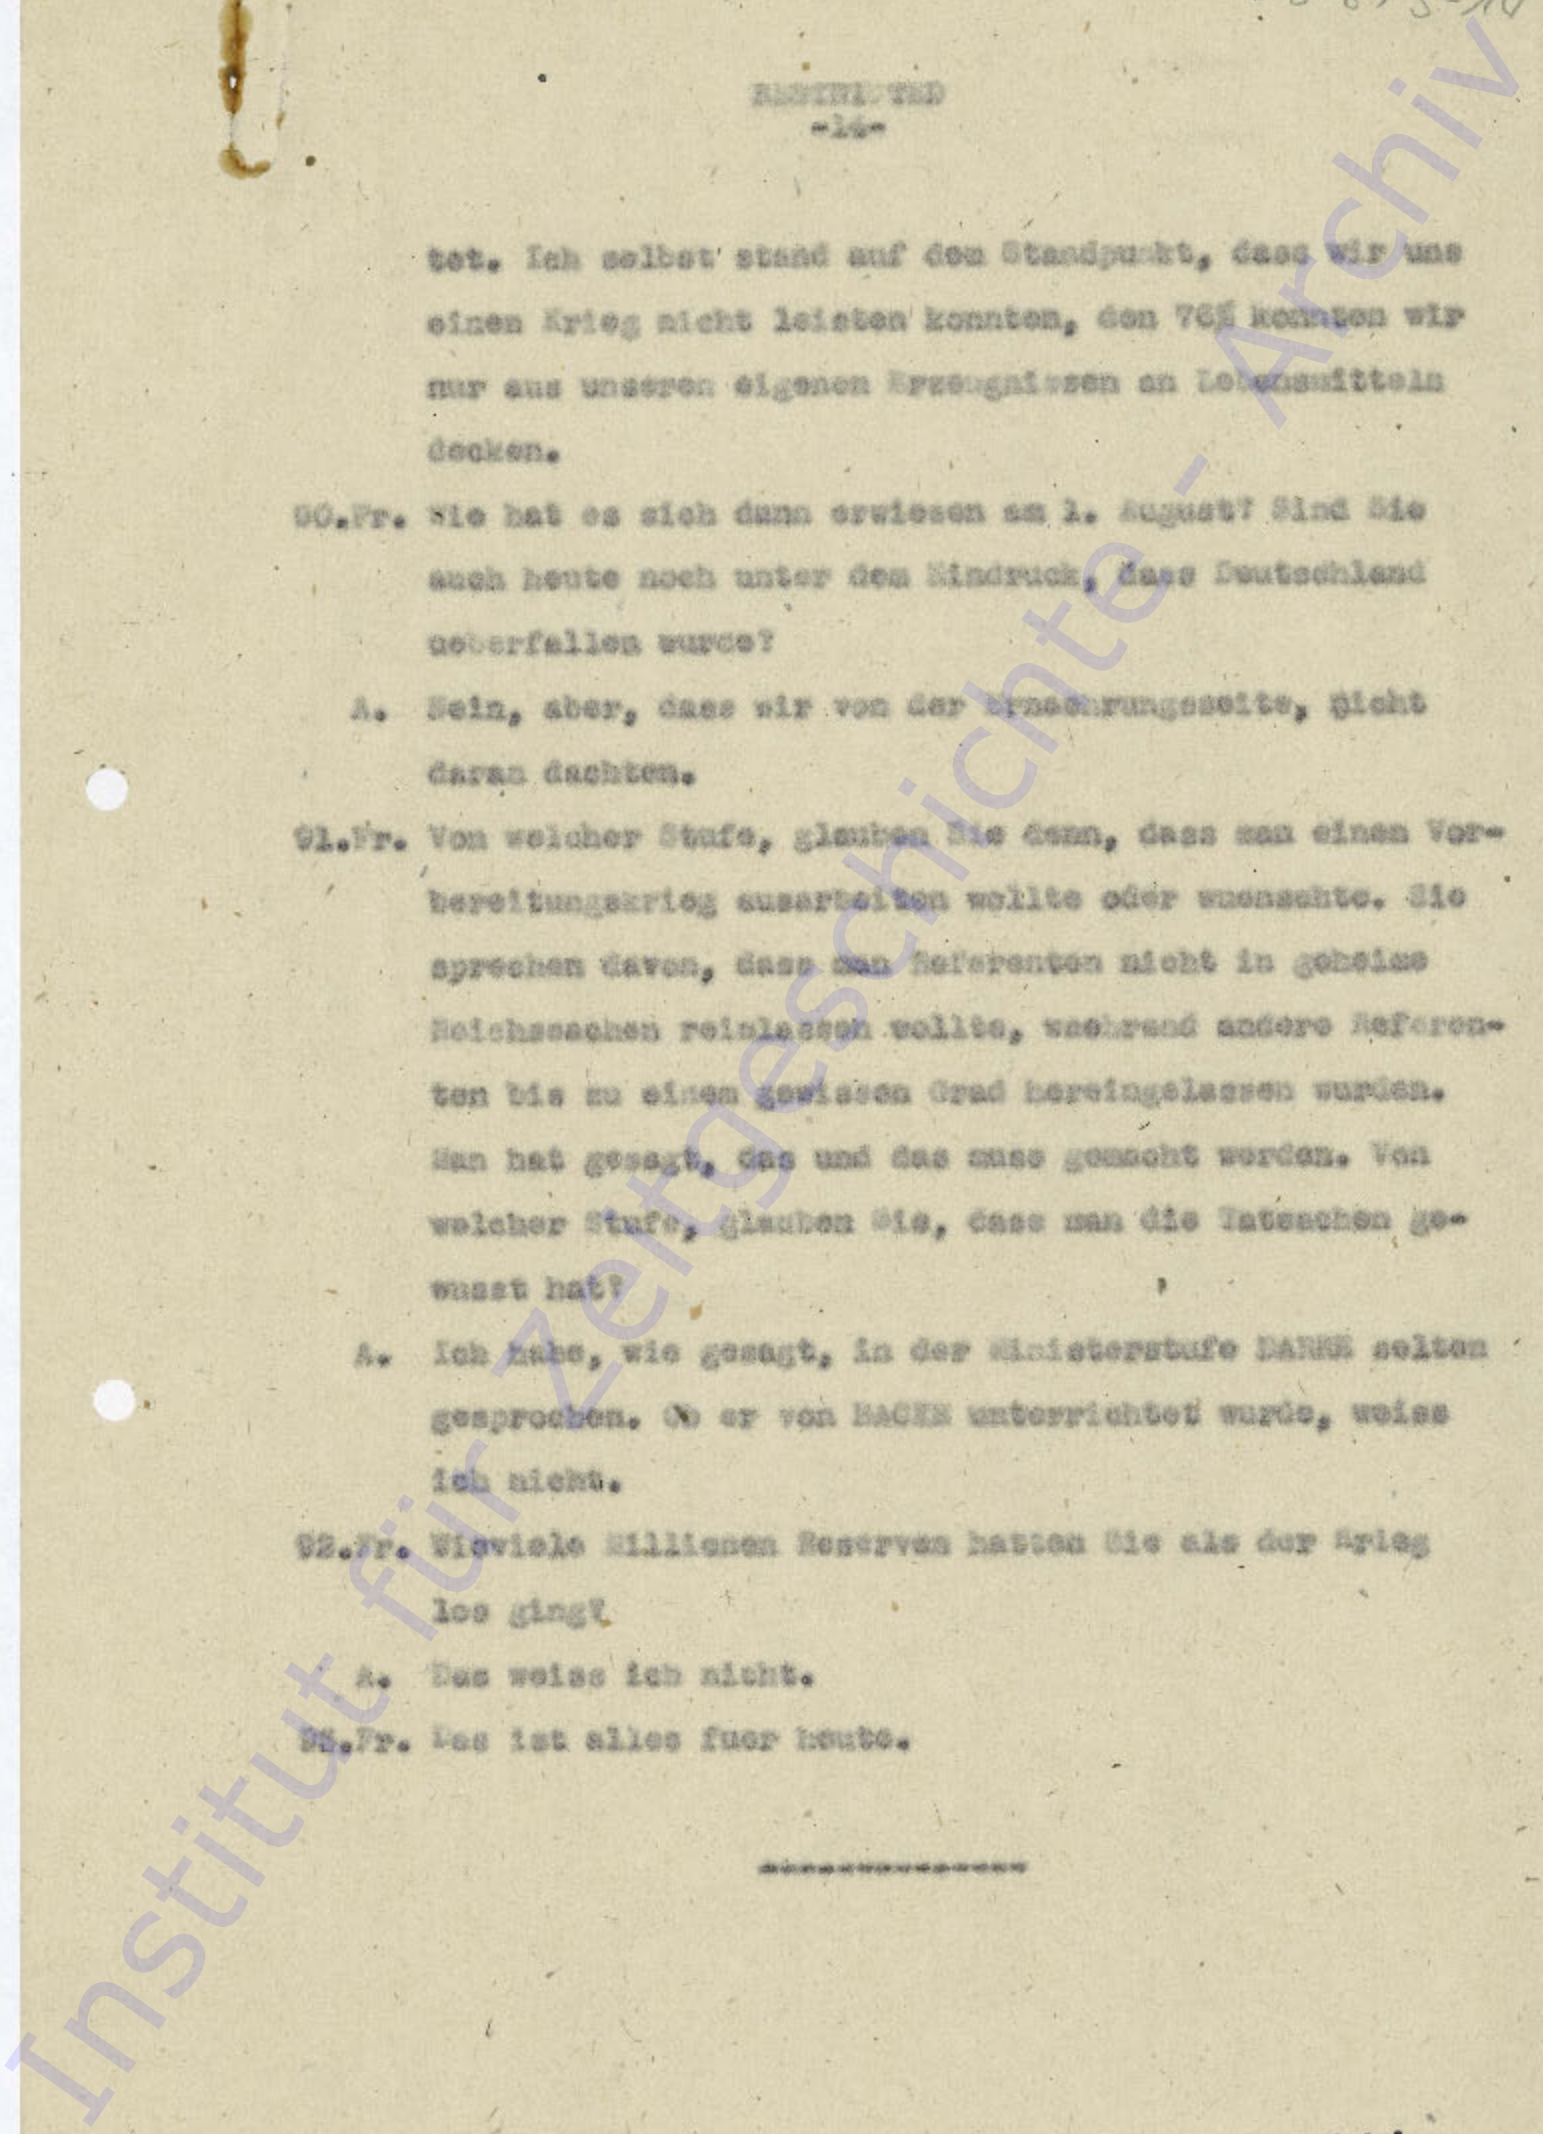 RESTRICTED
-14-
tet. Ich selbst stand auf dem Standpunkt, dass wir uns
einen Krieg nicht leisten konnten, den 76% konnten wir
nur aus unseren eigenen Erzeugnissen an Lebensmitteln
decken.
90.Fr. Wie hat es sich dann erwiesen am 1. August? Sind Sie
auch heute noch unter dem Eindruck, dass Deutschland
ueberfallen wurde?
A. Nein, aber, dass wir von der Ernaehrungsseite, nicht
daran dachten.
91.Fr. Von welcher Stufe, glauben Sie denn, dass man einen Vor-
bereitungskrieg ausarbeiten wollte oder wuenschte. Sie
sprechen davon, dass man Referenten nicht in geheime
Reichssachen reinlassen wollte, waehrend andere Referen-
ten bis zu einem gewissen Grad hereingelassen wurden.
Man hat gesagt, das und das muss gemacht werden. Von
welcher Stufe, glauben Sie, dass man die Tatsachen ge-
wusst hat?
A. Ich habe, wie gesagt, in der Ministerstufe DARRE selten
gesprochen. Ob er von BACKE unterrichtet wurde, weiss
ich nicht.
92.Fr. Wieviele Millionen Reserven hatten Sie als der Krieg
los ging?
A. Das weiss ich nicht.
93.Fr. Das ist alles fuer heute.
Institut für Zeitgeschichte - Archiv